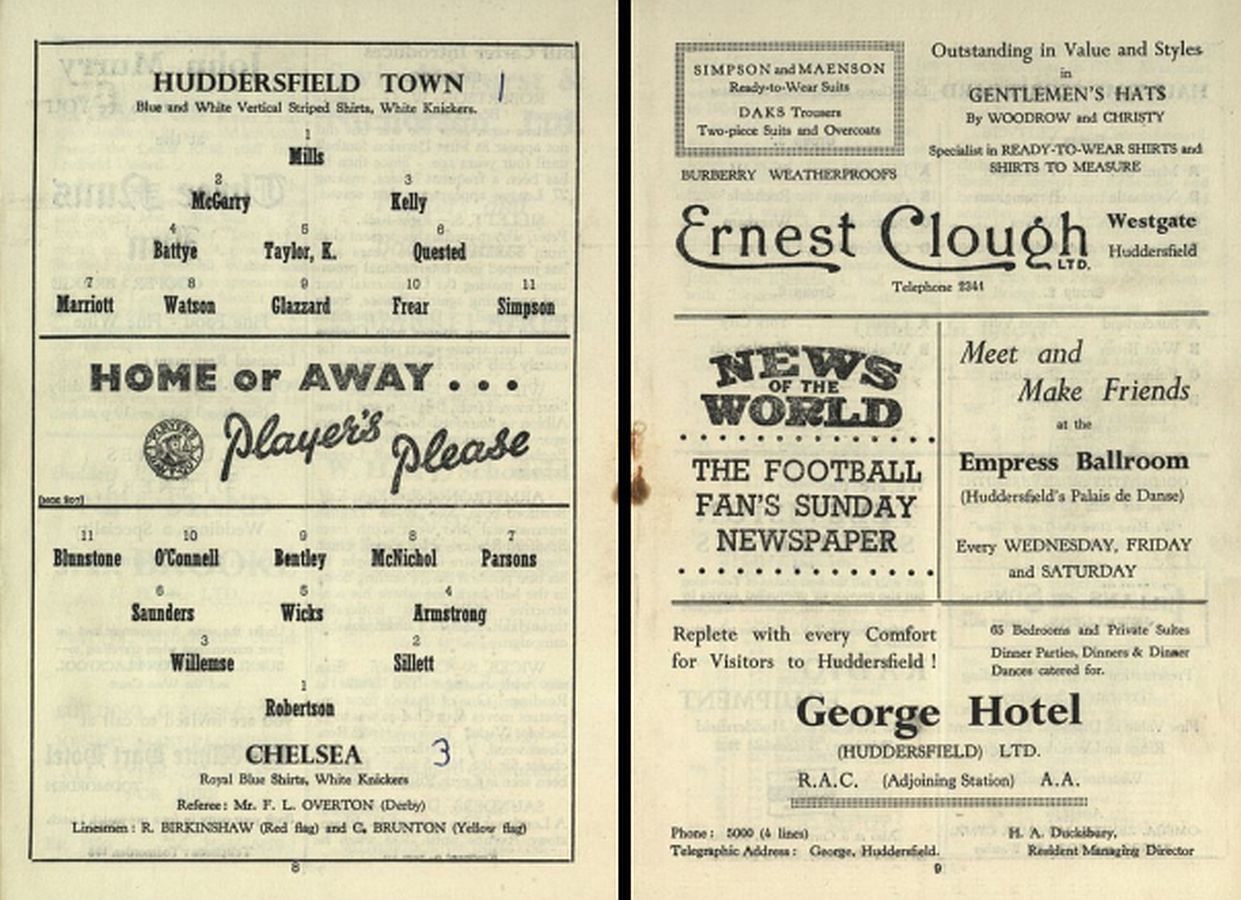 HUDDERSFIELD TOWN 1
Blue and White Vertical Striped Shirts, White Knickers.
1
Mills
2 3
McGarry Kelly
4 5 6
Battye Taylor, K. Quested
7 8 9 10 11
Marriott Watson Glazzard Frear Simpson
HOME or AWAY . . .
Player's Please
11 10 9 8 7
Blunstone O'Connell Bentley McNichol Parsons
6 5 4
Saunders Wicks Armstrong
3 2
Willemse Sillett
1
Robertson
CHELSEA 3
Royal Blue Shirts, White Knickers
Referee: Mr. F. L. OVERTON (Derby)
Linesmen: R. BIRKINSHAW (Red flag) and C. BRUNTON (Yellow flag)
8
SIMPSON and MAENSON
Ready-to-Wear Suits
DAKS Trousers
Two-piece Suits and Overcoats
BURBERRY WEATHERPROOFS
Outstanding in Value and Styles
in
GENTLEMEN'S HATS
By WOODROW and CHRISTY
Specialist in READY-TO-WEAR SHIRTS and
SHIRTS TO MEASURE
Ernest Clough LTD.
Westgate
Huddersfield
Telephone 2341
NEWS
OF THE
WORLD
THE FOOTBALL
FAN'S SUNDAY
NEWSPAPER
Meet and
Make Friends
at the
Empress Ballroom
(Huddersfield's Palais de Danse)
Every WEDNESDAY, FRIDAY
and SATURDAY
Replete with every Comfort
for Visitors to Huddersfield !
65 Bedrooms and Private Suites
Dinner Parties, Dinners & Dinner
Dances catered for.
George Hotel
(HUDDERSFIELD) LTD.
R.A.C. (Adjoining Station) A.A.
Phone: 5000 (4 lines)
Telegraphic Address: George, Huddersfield.
H. A. Ducksbury,
Resident Managing Director
9